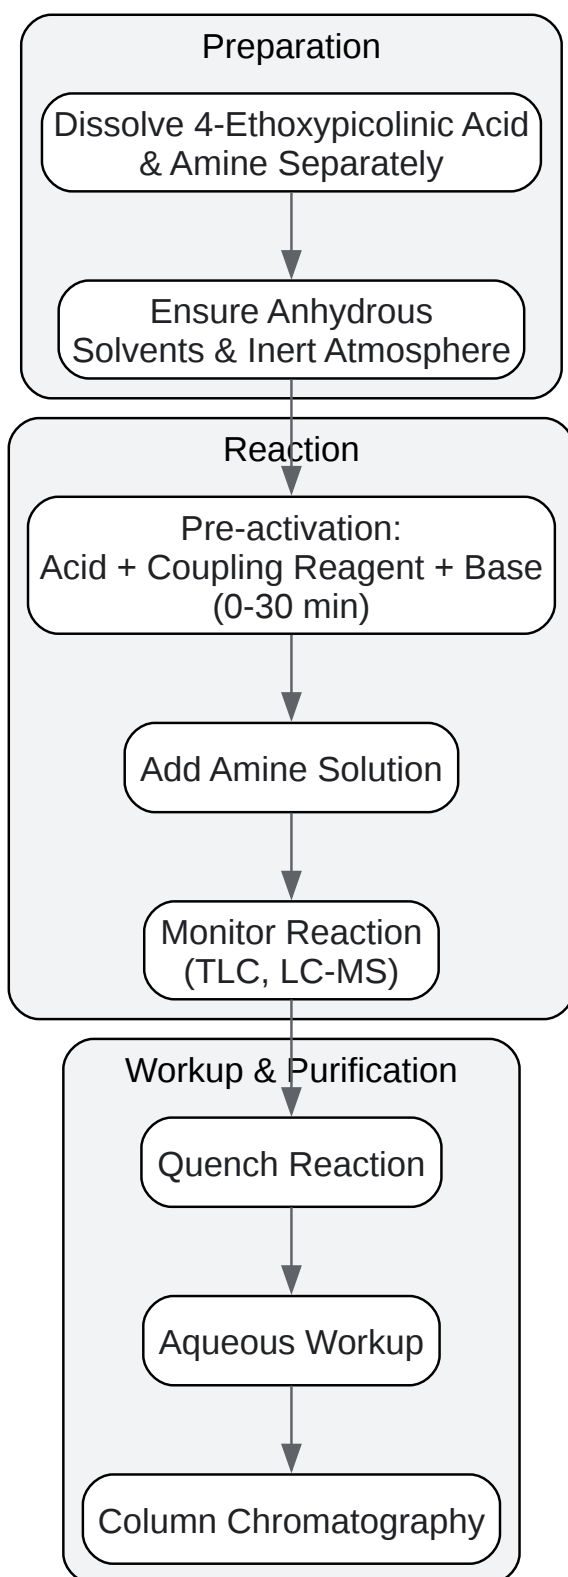 Preparation
Dissolve 4-Ethoxypicolinic Acid
& Amine Separately
Ensure Anhydrous
Solvents & Inert Atmosphere
Reaction
Pre-activation:
Acid + Coupling Reagent + Base
(0-30 min)
Add Amine Solution
Monitor Reaction
(TLC, LC-MS)
Workup & Purification
Quench Reaction
Aqueous Workup
Column Chromatography